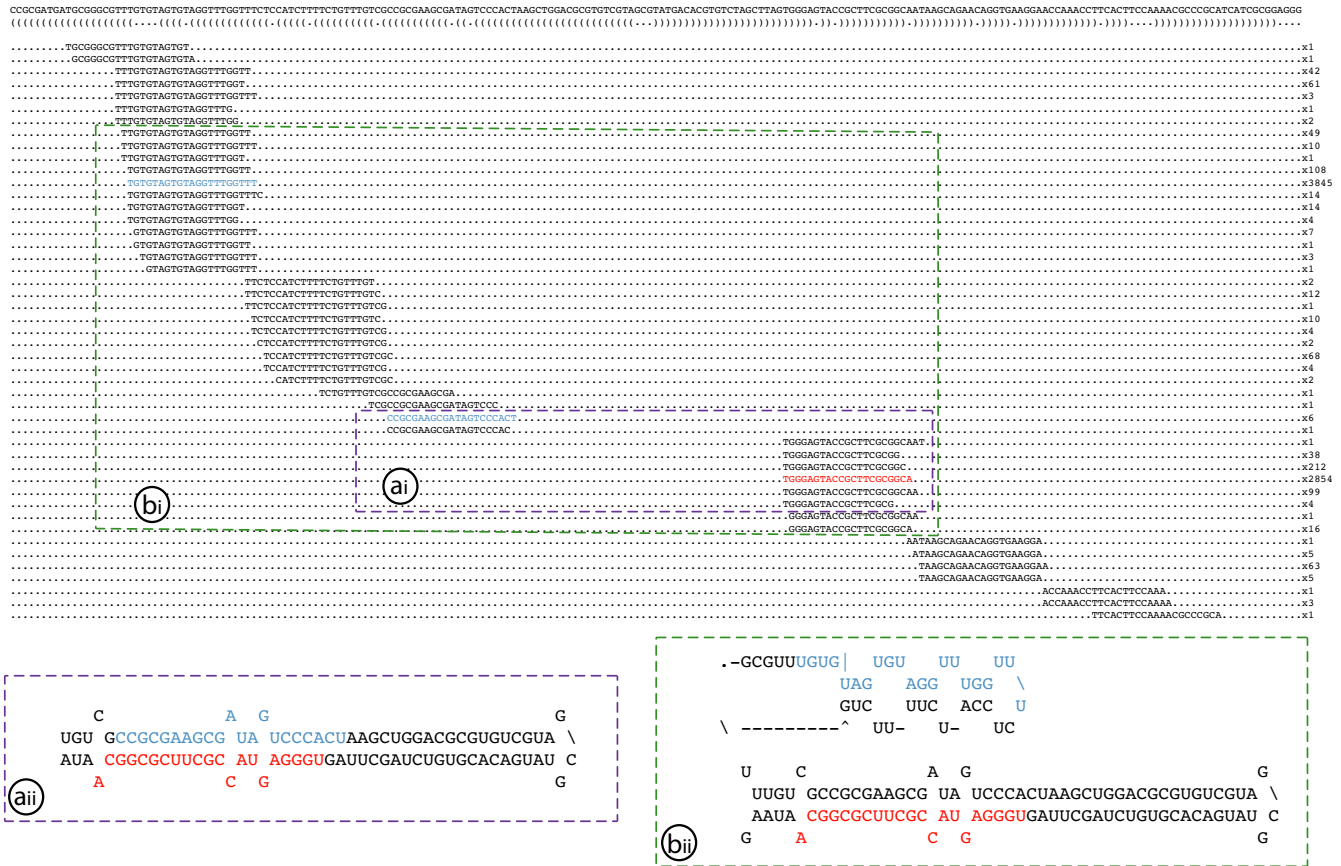 CCGCGATGATGCGGGCGTTTGTGTAGTGTAGGTTTGGTTTCTCCATCTTTTCTGTTTGTCGCCGCGAAGCGATAGTCCCACTAAGCTGGACGCGTGTCGTAGCGTATGACACGTGTCTAGCTTAGTGGGAGTACCGCTTCGCGGCAATAAGCAGAACAGGTGAAGGAACCAAACCTTCACTTCCAAAACGCCCGCATCATCGCGGAGGG
.........TGCGGGCGTTTGTGTAGTGT..........x1
..........GCGGGCGTTTGTGTAGTGTA..........x1
..........TTTGTGTAGTGTAGGTTTGGTT..........x42
..........TTTGTGTAGTGTAGGTTTGGT..........x61
..........TTTGTGTAGTGTAGGTTTGGTTT..........x3
..........TTTGTGTAGTGTAGGTTTG..........x1
..........TTTGTGTAGTGTAGGTTTGG..........x2
..........TTGTGTAGTGTAGGTTTGGTT..........x49
..........TTGTGTAGTGTAGGTTTGGTTT..........x10
..........TTGTGTAGTGTAGGTTTGGT..........x1
..........TGTGTAGTGTAGGTTTGGTT..........x108
..........TGTGTAGTGTAGGTTTGGTTT..........x3845
..........TGTGTAGTGTAGGTTTGGTTTC..........x14
..........TGTGTAGTGTAGGTTTGGT..........x14
..........TGTGTAGTGTAGGTTTGG..........x4
..........GTGTAGTGTAGGTTTGGTTT..........x7
..........GTGTAGTGTAGGTTTGGTT..........x1
..........TGTAGTGTAGGTTTGGTTT..........x3
..........GTAGTGTAGGTTTGGTTT..........x1
..........TTCTCCATCTTTTCTGTTTGT..........x2
..........TTCTCCATCTTTTCTGTTTGTC..........x12
..........TTCTCCATCTTTTCTGTTTGTCG..........x1
..........TCTCCATCTTTTCTGTTTGTC..........x10
..........TCTCCATCTTTTCTGTTTGTCG..........x4
..........CTCCATCTTTTCTGTTTGTCG..........x2
..........TCCATCTTTTCTGTTTGTCGC..........x68
..........TCCATCTTTTCTGTTTGTCG..........x4
..........CATCTTTTCTGTTTGTCGC..........x2
..........TCTGTTTGTCGCCGCGAAGCGA..........x1
..........TCGCCGCGAAGCGATAGTCCC..........x1
..........CCGCGAAGCGATAGTCCCACT..........x6
..........CCGCGAAGCGATAGTCCCAC..........x1
..........TGGGAGTACCGCTTCGCGGCAAT..........x1
..........TGGGAGTACCGCTTCGCGG..........x38
..........TGGGAGTACCGCTTCGCGGC..........x212
..........TGGGAGTACCGCTTCGCGGCA..........x2854
..........TGGGAGTACCGCTTCGCGGCAA..........x99
..........TGGGAGTACCGCTTCGCG..........x4
..........GGGAGTACCGCTTCGCGGCAA..........x1
..........GGGAGTACCGCTTCGCGGCA..........x16
..........AATAAGCAGAACAGGTGAAGGA..........x1
..........ATAAGCAGAACAGGTGAAGGA..........x5
..........TAAGCAGAACAGGTGAAGGAA..........x63
..........TAAGCAGAACAGGTGAAGGA..........x5
..........ACCAAACCTTCACTTCCAAA..........x1
..........ACCAAACCTTCACTTCCAAAA..........x3
..........TTCACTTCCAAAACGCCCGCA..........x1
ai
bi
C A G G
UGU GCCGCGAAGCG UA UCCCACUAAGCUGGACGCGUGUCGUA \
AUA CGGCGCUUCGC AU AGGGUGAUUCGAUCUGUGCACAGUAU C
A C G G
aii
.-GCGUUUGUG| UGU UU UU
UAG AGG UGG \
GUC UUC ACC U
\ ---------^ UU- U- UC
U C A G G
UUGU GCCGCGAAGCG UA UCCCACUAAGCUGGACGCGUGUCGUA \
AAUA CGGCGCUUCGC AU AGGGUGAUUCGAUCUGUGCACAGUAU C
G A C G G
bii